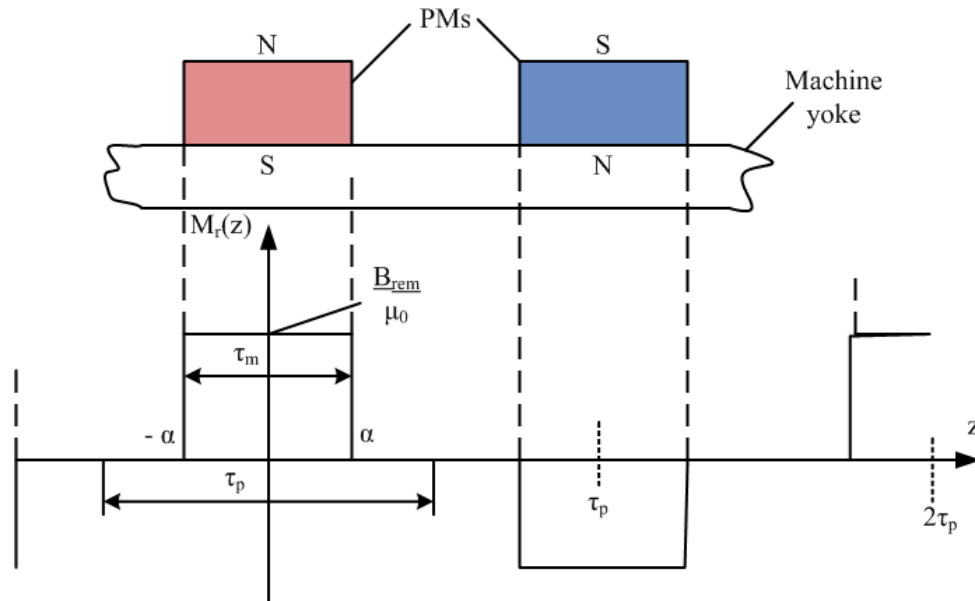 PMs
N
S
Machine
yoke
S
N
Mr(z)
Brem
μ0
τm
- α
α
z
τp
τp
2τp